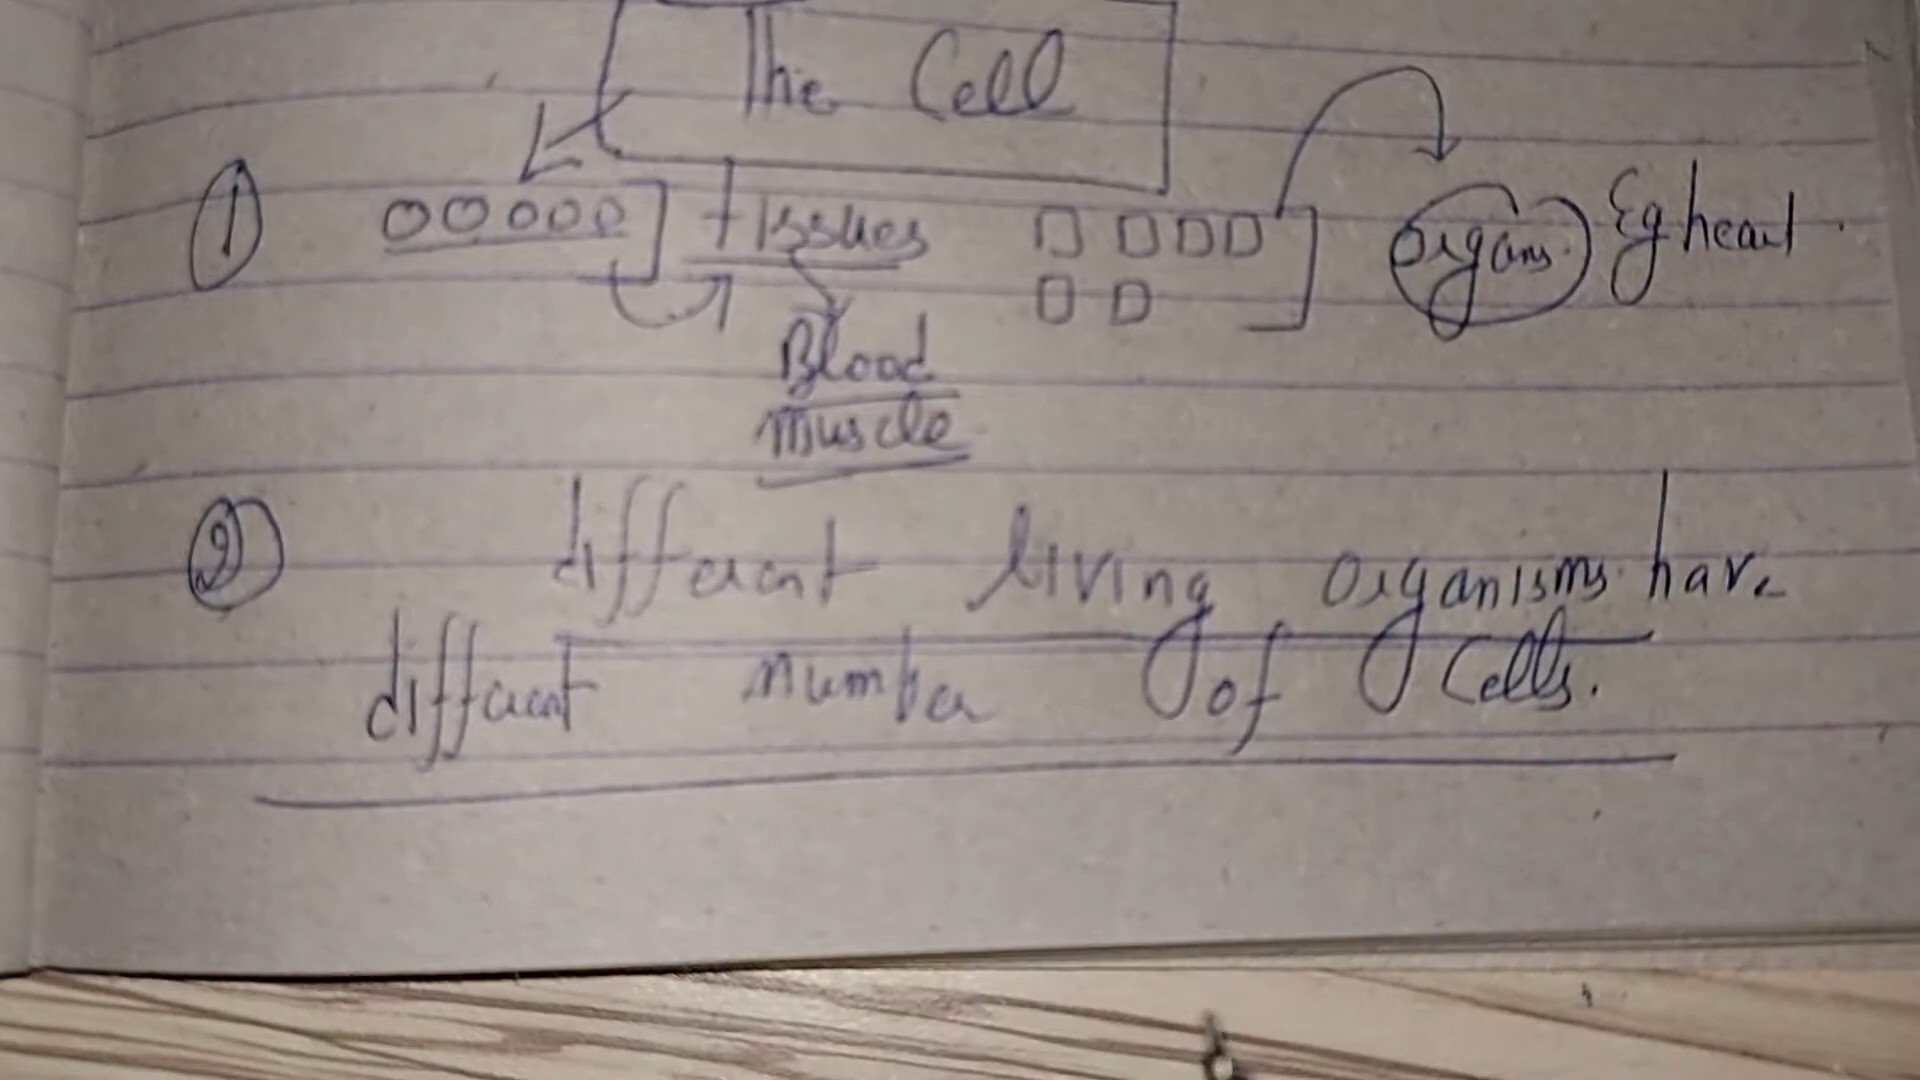 The Cell
① tissues organs. Eg heart.
Blood
Muscle
② different living organisms have
different number of Cells.